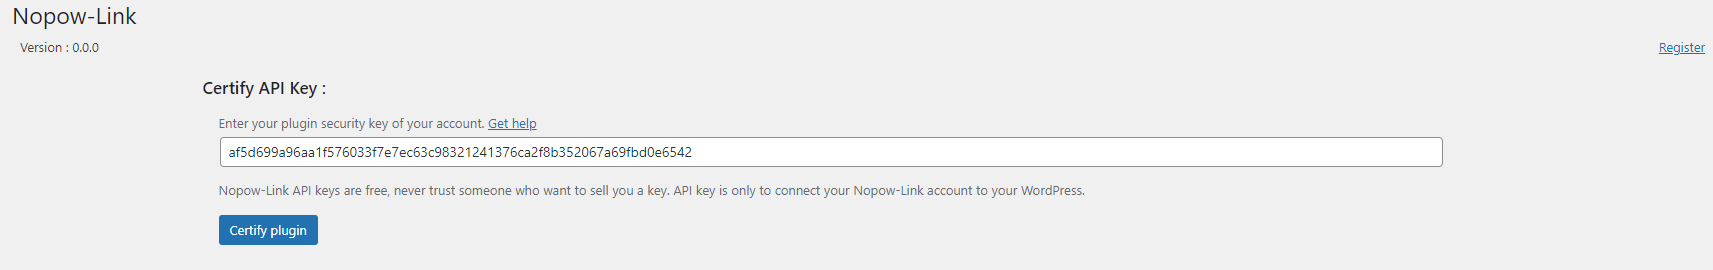 Nopow-Link
Version : 0.0.0
Register
Certify API Key :
Enter your plugin security key of your account. Get help
af5d699a96aa1f576033f7e7ec63c98321241376ca2f8b352067a69fbd0e6542
Nopow-Link API keys are free, never trust someone who want to sell you a key. API key is only to connect your Nopow-Link account to your WordPress.
Certify plugin